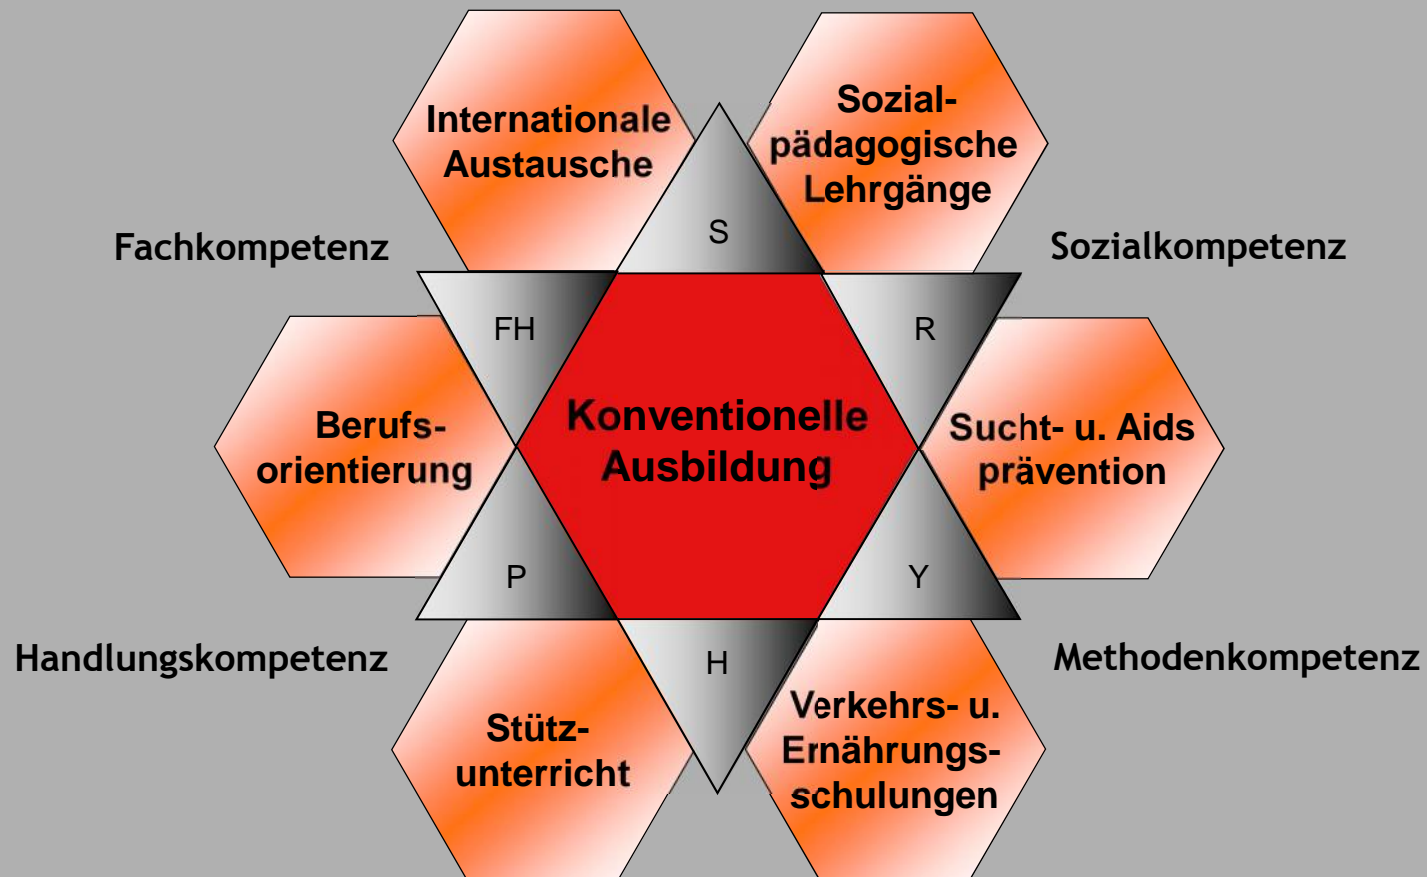 Internationale
Austausche
Sozial-
pädagogische
Lehrgänge
S
Fachkompetenz
Sozialkompetenz
FH
R
Berufs-
orientierung
Konventionelle
Ausbildung
Sucht- u. Aids
prävention
P
Y
Handlungskompetenz
H
Methodenkompetenz
Stütz-
unterricht
Verkehrs- u.
Ernährungs-
schulungen